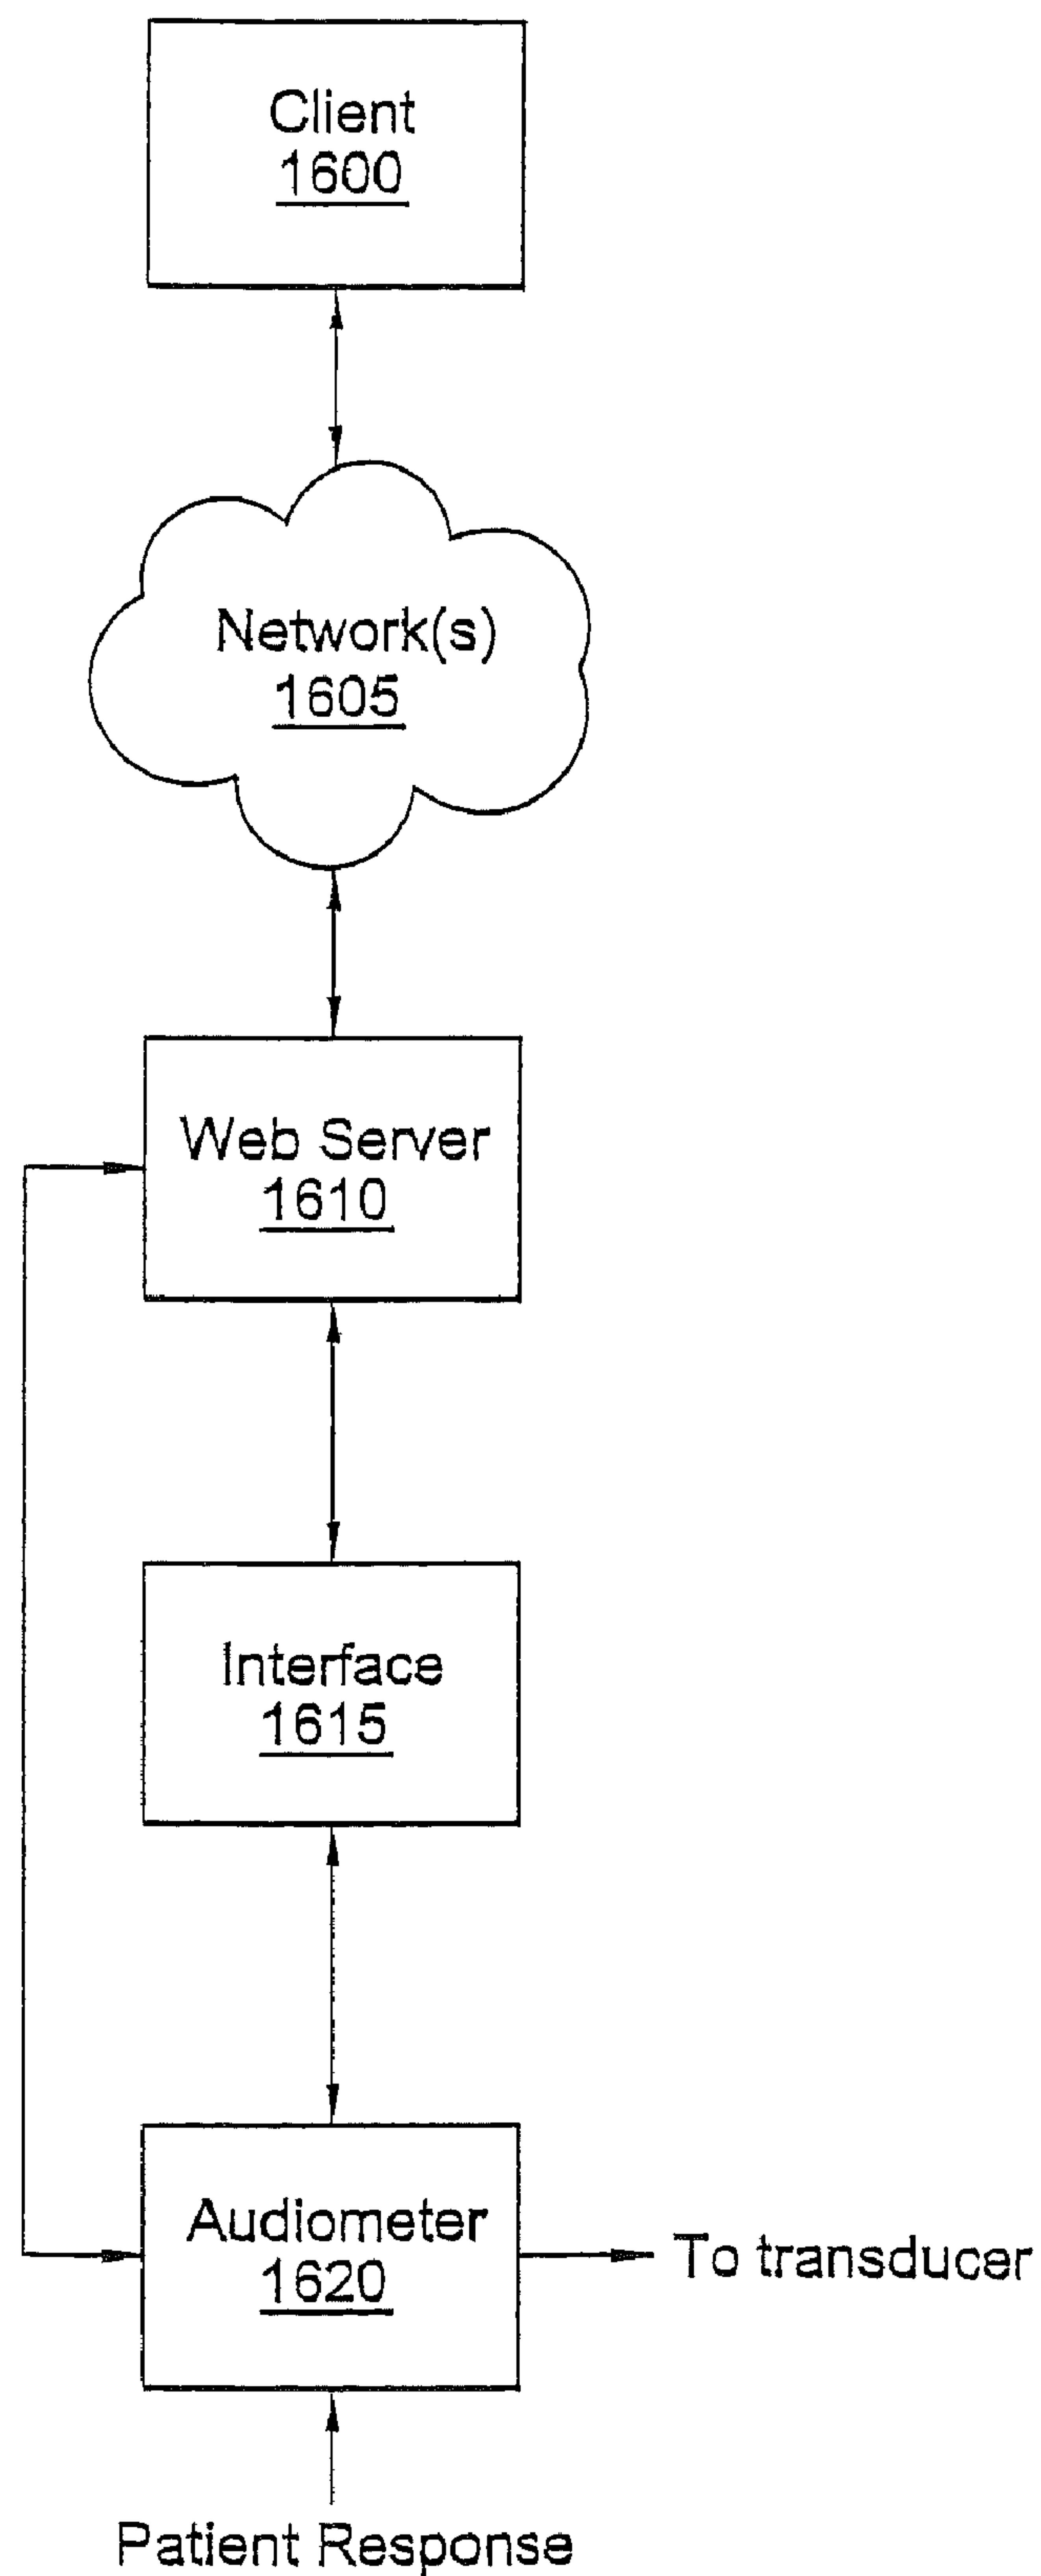 Client
1600
Network(s)
1605
Web Server
1610
Interface
1615
Audiometer
1620
To transducer
Patient Response